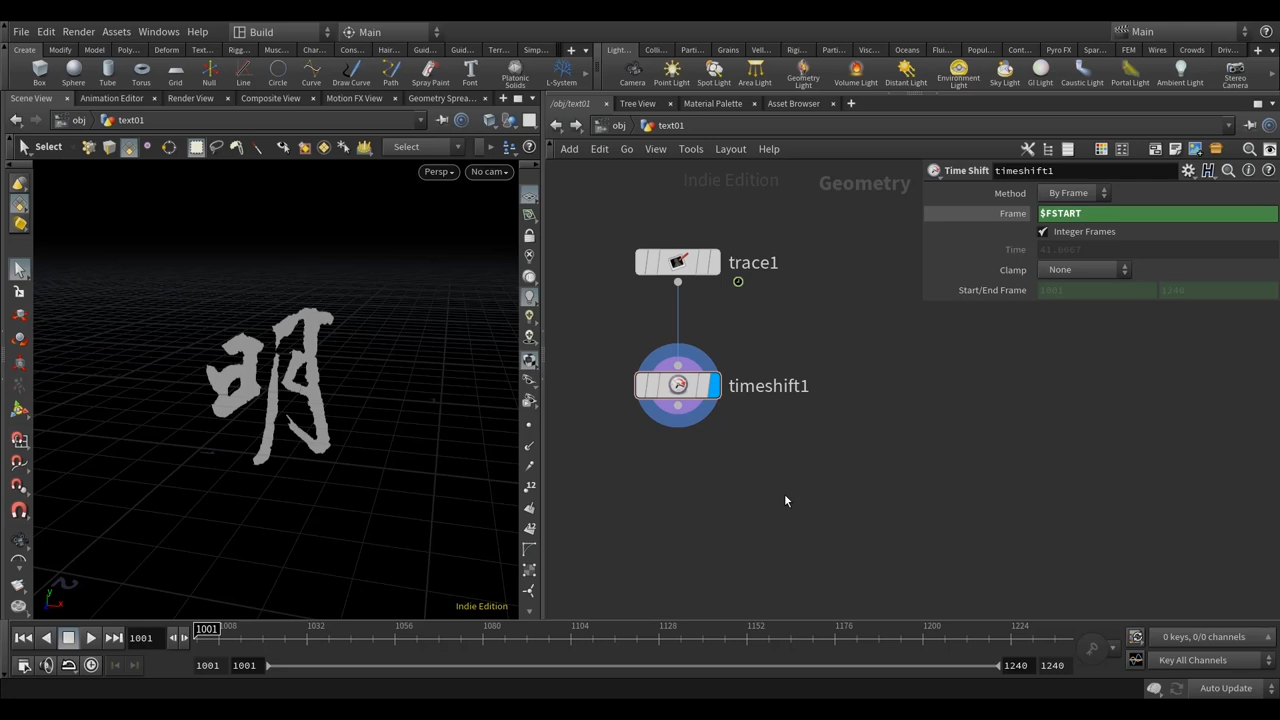 File Edit Render Assets Windows Help Build Main Main
Create Modify Model Poly... Deform Text... Rigg... Musc... Char... Cons... Hair... Guid... Guid... Terr... Simp... Light... Colli... Parti... Grains Vell... Rig... Parti... Visc... Oceans Flui... Popul... Cont... Pyro FX Spar... FEM Wires Crowds Driv...
Box Sphere Tube Torus Grid Null Line Circle Curve Draw Curve Path Spray Paint Font Platonic Solids L-System Camera Point Light Spot Light Area Light Geometry Light Volume Light Distant Light Environment Light Sky Light GI Light Caustic Light Portal Light Ambient Light Stereo Camera
Scene View Animation Editor Render View Composite View Motion FX View Geometry Sprea... /obj/text01 Tree View Material Palette Asset Browser
obj text01 obj text01
Select Select Add Edit Go View Tools Layout Help
Persp No cam Indie Edition Geometry Time Shift timeshift1
Method By Frame
Frame $FSTART
Integer Frames
Time 41.6667
Clamp None
Start/End Frame 1001 1240
trace1
timeshift1
明
12
12
y
x
Indie Edition
1001 1001 1008 1032 1056 1080 1104 1128 1152 1176 1200 1224 0 keys, 0/0 channels
1001 1001 1240 1240 Key All Channels
Auto Update